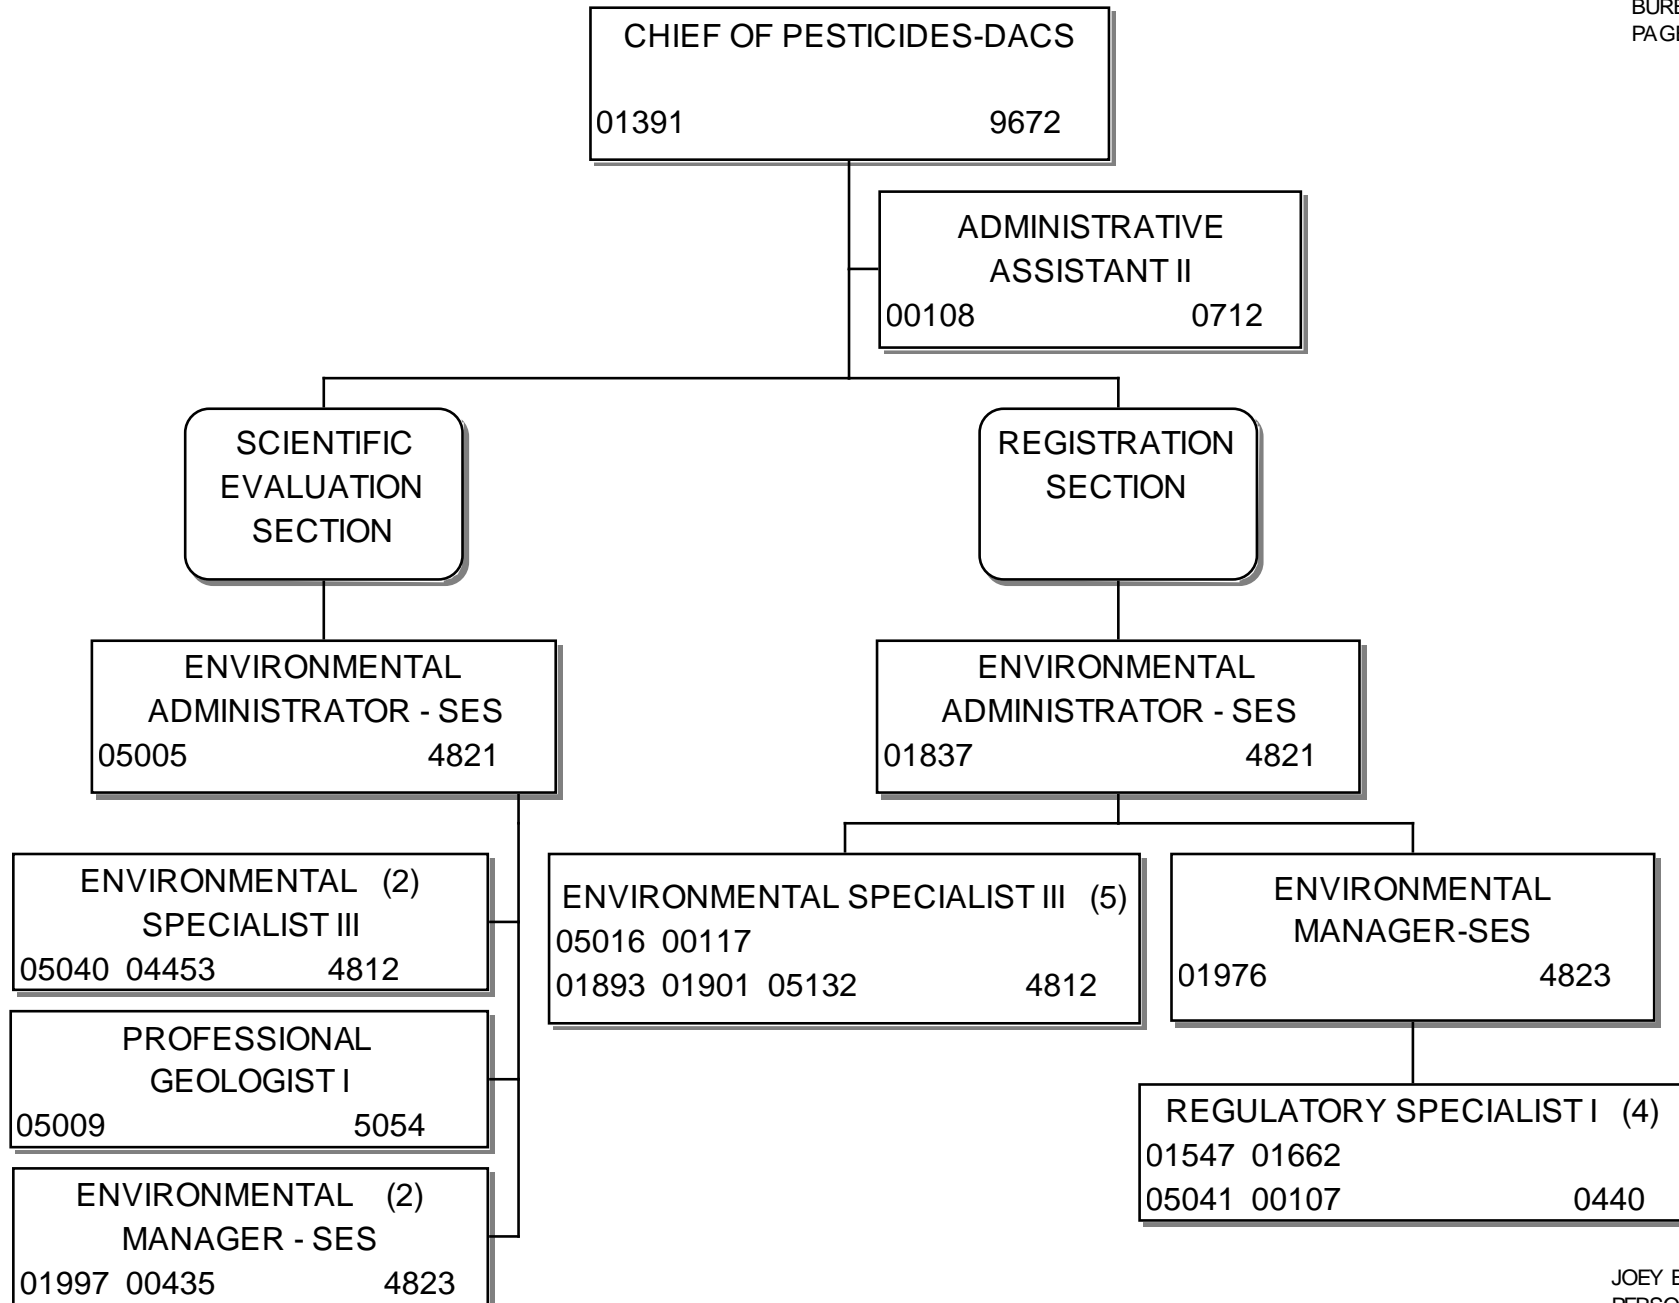 BURE
PAGE
CHIEF OF PESTICIDES-DACS
01391 9672
ADMINISTRATIVE
ASSISTANT II
00108 0712
SCIENTIFIC
EVALUATION
SECTION
REGISTRATION
SECTION
ENVIRONMENTAL
ADMINISTRATOR - SES
05005 4821
ENVIRONMENTAL
ADMINISTRATOR - SES
01837 4821
ENVIRONMENTAL (2)
SPECIALIST III
05040 04453 4812
PROFESSIONAL
GEOLOGIST I
05009 5054
ENVIRONMENTAL (2)
MANAGER - SES
01997 00435 4823
ENVIRONMENTAL SPECIALIST III (5)
05016 00117
01893 01901 05132 4812
ENVIRONMENTAL
MANAGER-SES
01976 4823
REGULATORY SPECIALIST I (4)
01547 01662
05041 00107 0440
JOEY